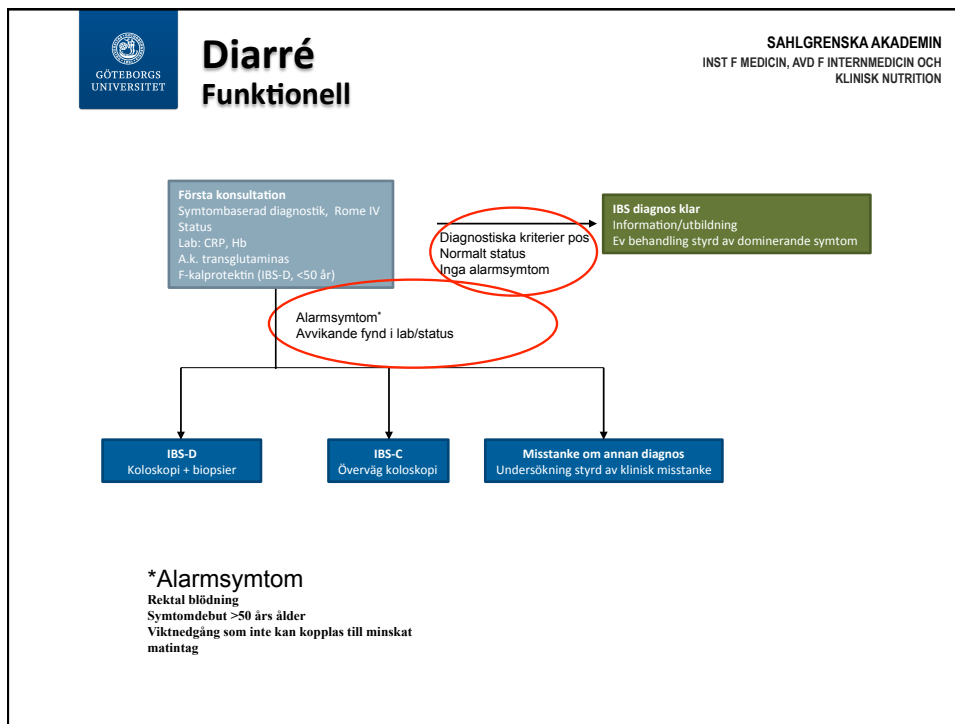 GÖTEBORGS
UNIVERSITET
Diarré
Funktionell
SAHLGRENSKA AKADEMIN
INST F MEDICIN, AVD F INTERNMEDICIN OCH
KLINISK NUTRITION
Första konsultation
Symtombaserad diagnostik, Rome IV
Status
Lab: CRP, Hb
A.k. transglutaminas
F-kalprotektin (IBS-D, <50 år)
Diagnostiska kriterier pos
Normalt status
Inga alarmsymtom
IBS diagnos klar
Information/utbildning
Ev behandling styrd av dominerande symtom
Alarmsymtom*
Avvikande fynd i lab/status
IBS-D
Koloskopi + biopsier
IBS-C
Överväg koloskopi
Misstanke om annan diagnos
Undersökning styrd av klinisk misstanke
*Alarmsymtom
Rektal blödning
Symtomdebut >50 års ålder
Viktnedgång som inte kan kopplas till minskat
matintag